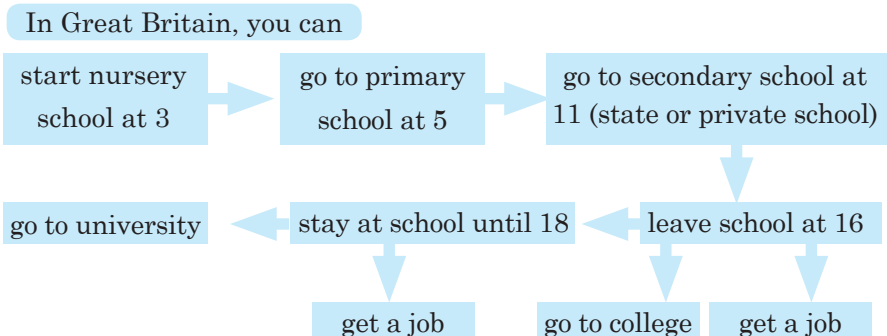 In Great Britain, you can
start nursery
school at 3
go to primary
school at 5
go to secondary school at
11 (state or private school)
go to university
stay at school until 18
leave school at 16
get a job
go to college
get a job